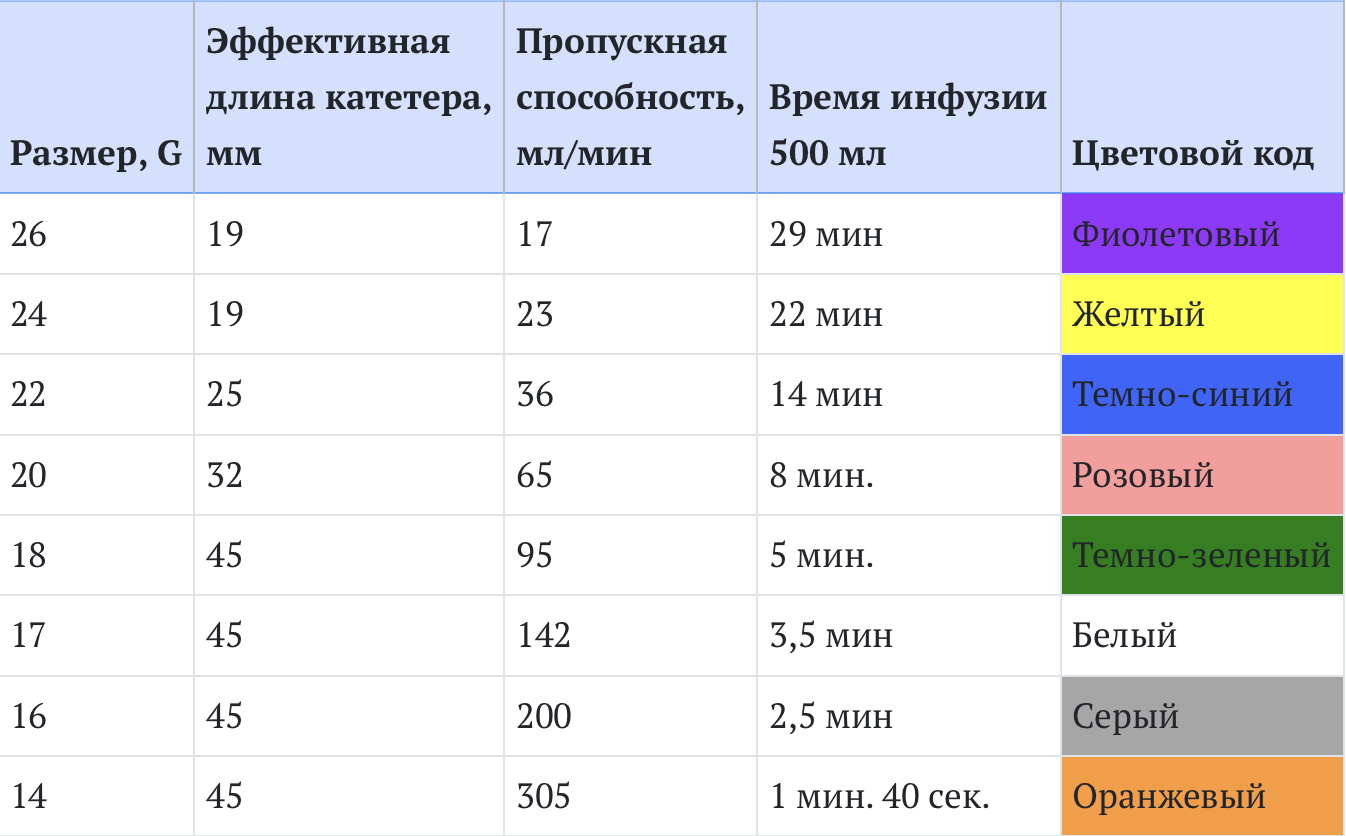 Размер, G
Эффективная
длина катетера,
мм
Пропускная
способность,
мл/мин
Время инфузии
500 мл
Цветовой код
26 19 17 29 мин Фиолетовый
24 19 23 22 мин Желтый
22 25 36 14 мин Темно-синий
20 32 65 8 мин. Розовый
18 45 95 5 мин. Темно-зеленый
17 45 142 3,5 мин Белый
16 45 200 2,5 мин Серый
14 45 305 1 мин. 40 сек. Оранжевый